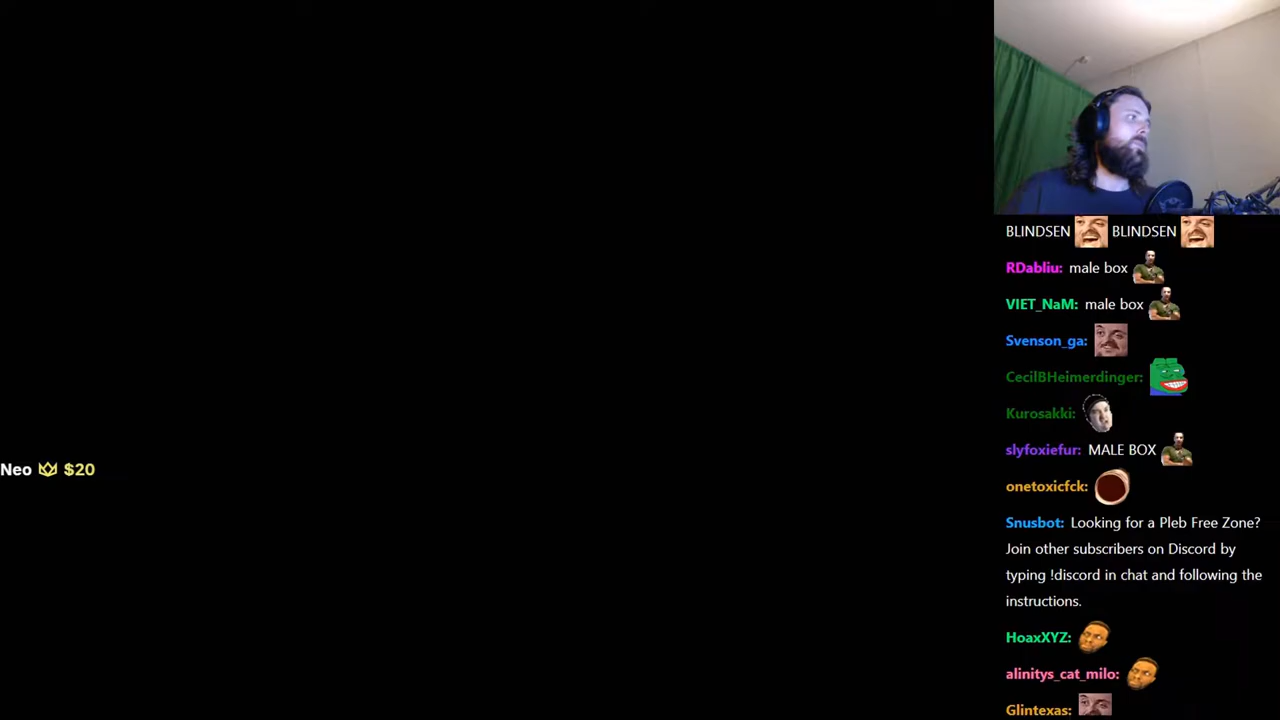 BLINDSEN BLINDSEN
RDabliu: male box
VIET_NaM: male box
Svenson_ga:
CecilBHeimerdinger:
Kurosakki:
slyfoxiefur: MALE BOX
Neo $20
onetoxicfck:
Snusbot: Looking for a Pleb Free Zone?
Join other subscribers on Discord by
typing !discord in chat and following the
instructions.
HoaxXYZ:
alinitys_cat_milo:
Glintexas: